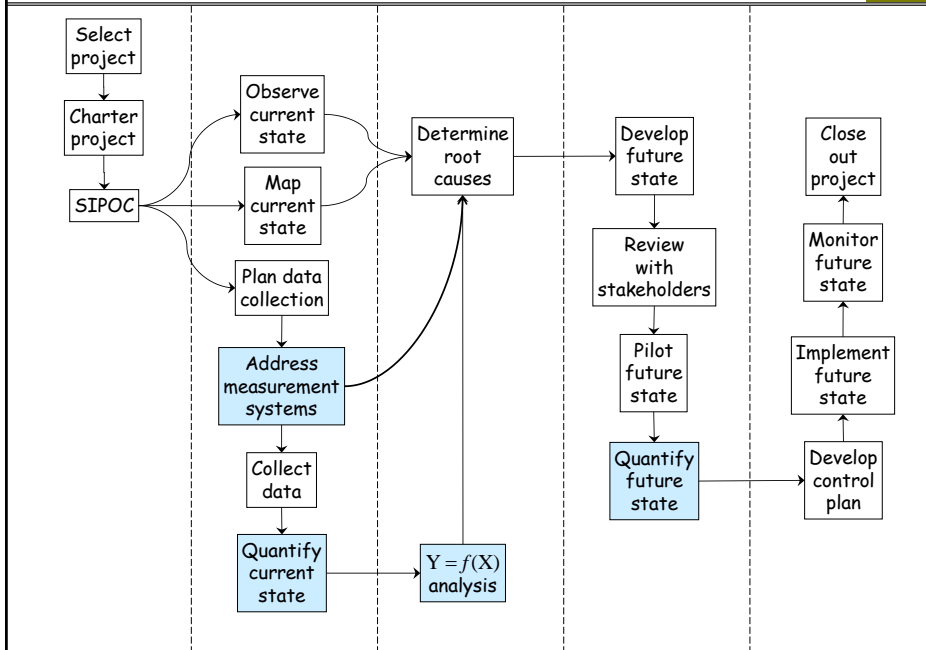 Select
project
Charter
project
SIPOC
Observe
current
state
Map
current
state
Plan data
collection
Address
measurement
systems
Collect
data
Quantify
current
state
Determine
root
causes
Y = f(X)
analysis
Develop
future
state
Review
with
stakeholders
Pilot
future
state
Quantify
future
state
Close
out
project
Monitor
future
state
Implement
future
state
Develop
control
plan